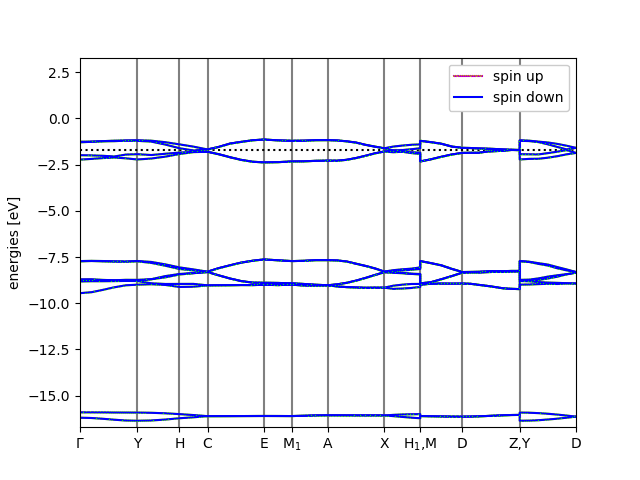 spin up
spin down
energies [eV]
2.5
0.0
−2.5
−5.0
−7.5
−10.0
−12.5
−15.0
Γ Y H C E M₁ A X H₁,M D Z,Y D